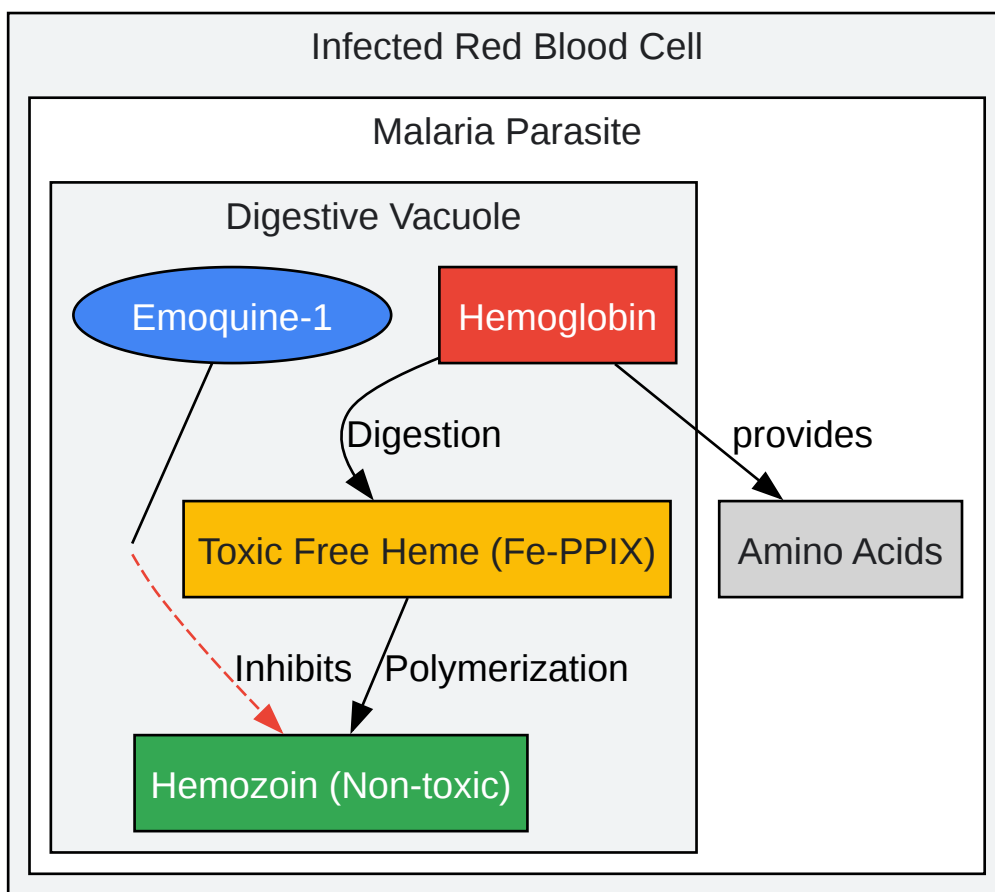 Infected Red Blood Cell
Malaria Parasite
Digestive Vacuole
Emoquine-1
Hemoglobin
Digestion
provides
Toxic Free Heme (Fe-PPIX)
Amino Acids
Inhibits
Polymerization
Hemozoin (Non-toxic)